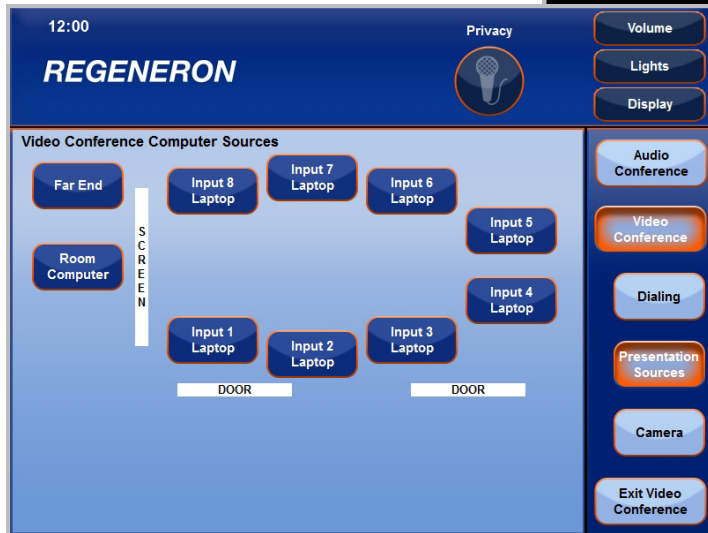 12:00
Privacy
Volume
REGENERON
Lights
Display
Video Conference Computer Sources
Far End
Room
Computer
SCREEN
Input 8
Laptop
Input 7
Laptop
Input 6
Laptop
Input 5
Laptop
Input 4
Laptop
Input 1
Laptop
Input 2
Laptop
Input 3
Laptop
DOOR
DOOR
Audio
Conference
Video
Conference
Dialing
Presentation
Sources
Camera
Exit Video
Conference